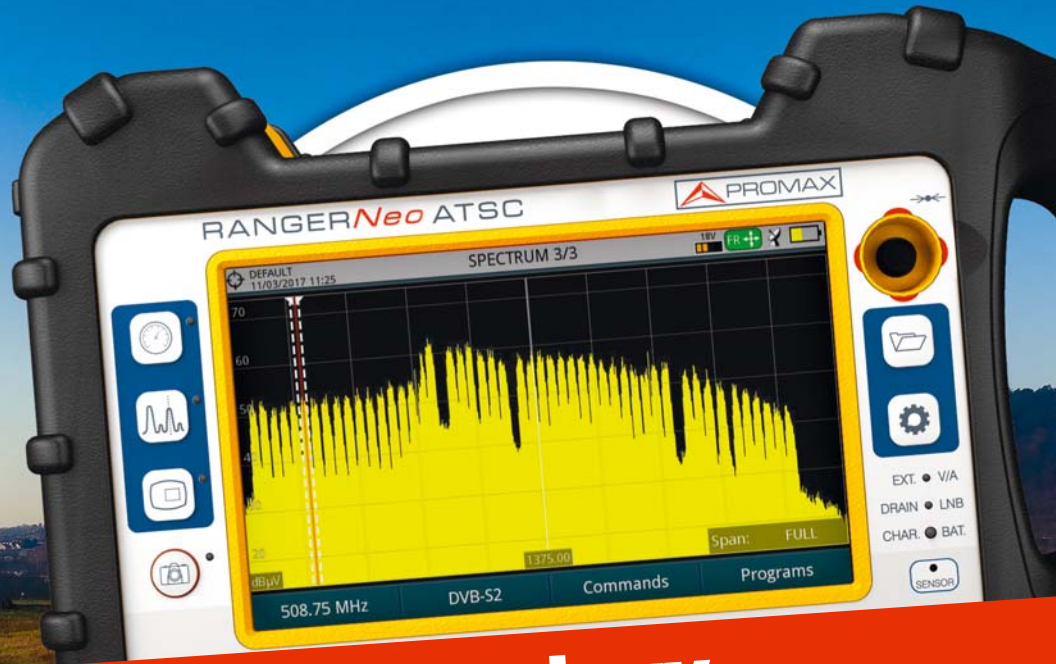 PROMAX
RANGERNeo ATSC
DEFAULT
11/03/2017 11:25
SPECTRUM 3/3
18V
FR
70
60
50
20
dBµV
1375.00
Span: FULL
508.75 MHz
DVB-S2
Commands
Programs
EXT. V/A
DRAIN LNB
CHAR. BAT.
SENSOR